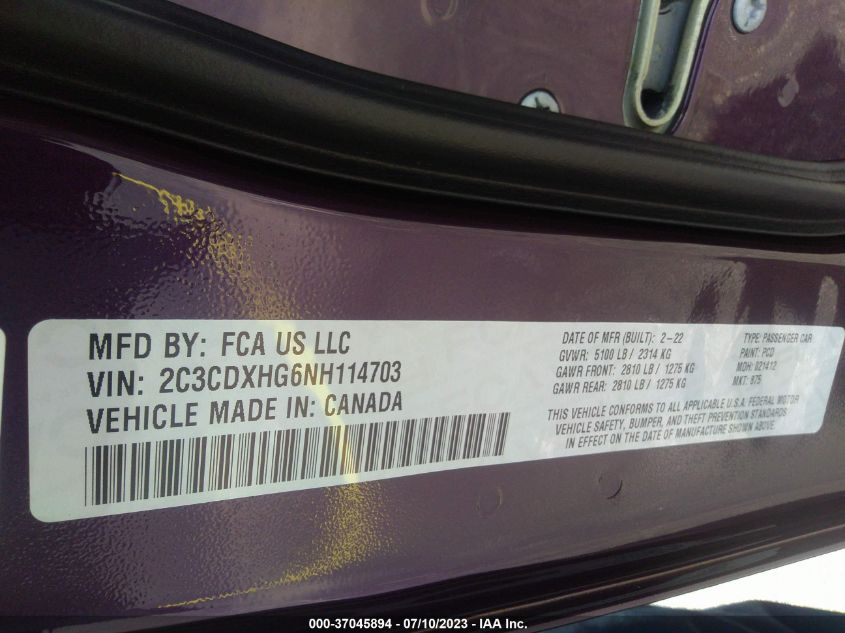 MFD BY: FCA US LLC
VIN: 2C3CDXHG6NH114703
VEHICLE MADE IN: CANADA
DATE OF MFR (BUILT): 2-22
GVWR: 5100 LB / 2314 KG
GAWR FRONT: 2810 LB / 1275 KG
GAWR REAR: 2810 LB / 1275 KG
TYPE: PASSENGER CAR
PAINT: PCD
MDH: 021412
MKT: 875
THIS VEHICLE CONFORMS TO ALL APPLICABLE U.S.A. FEDERAL MOTOR
VEHICLE SAFETY, BUMPER, AND THEFT PREVENTION STANDARDS
IN EFFECT ON THE DATE OF MANUFACTURE SHOWN ABOVE
000-37045894 - 07/10/2023 - IAA Inc.